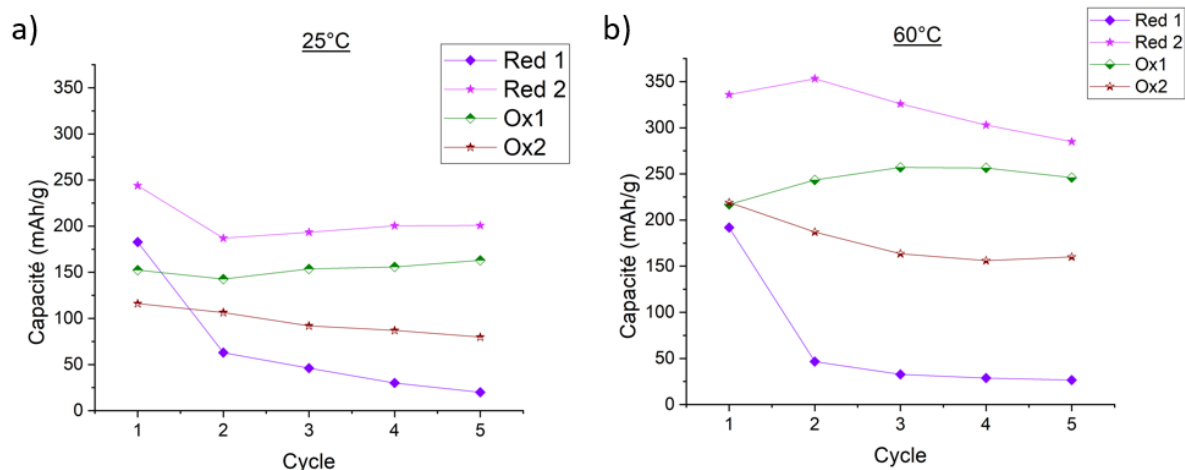 a)
25°C
Red 1
Red 2
Ox1
Ox2
Capacité (mAh/g)
350
300
250
200
150
100
50
0
1 2 3 4 5
Cycle
b)
60°C
Red 1
Red 2
Ox1
Ox2
Capacité (mAh/g)
350
300
250
200
150
100
50
0
1 2 3 4 5
Cycle